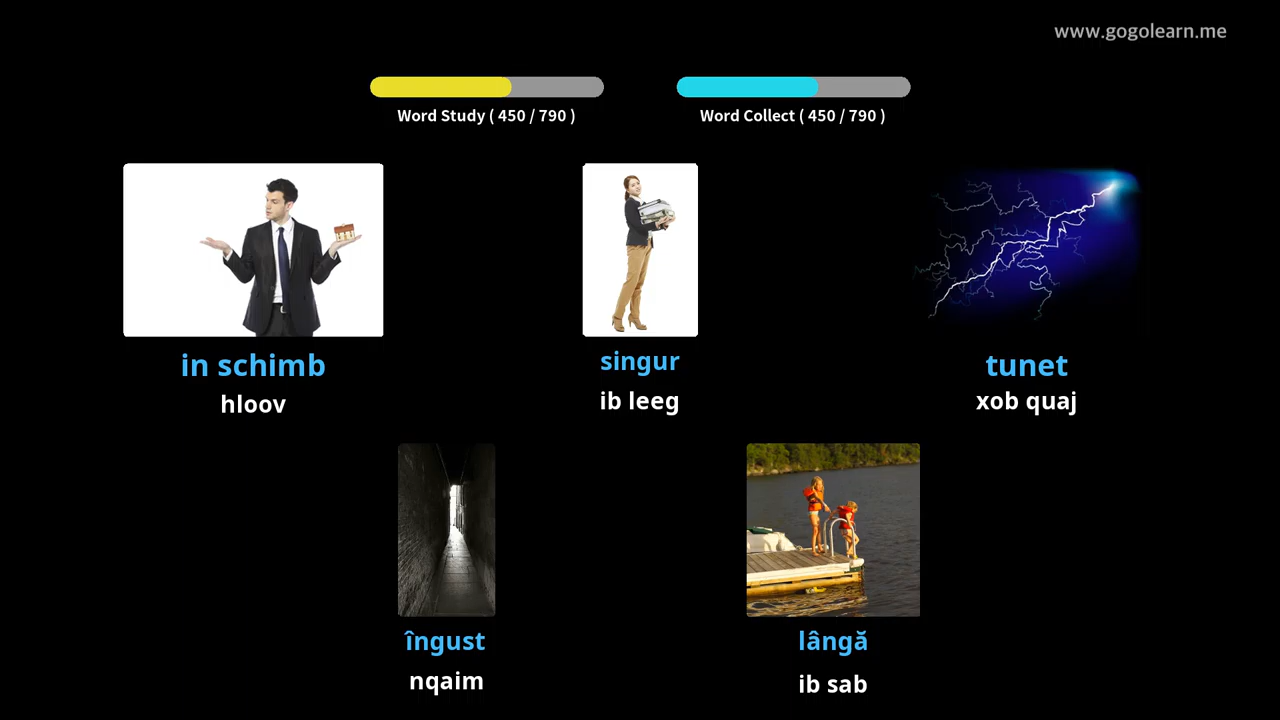 www.gogolearn.me
Word Study ( 450 / 790 )
Word Collect ( 450 / 790 )
in schimb
hloov
singur
ib leeg
tunet
xob quaj
îngust
nqaim
lângă
ib sab